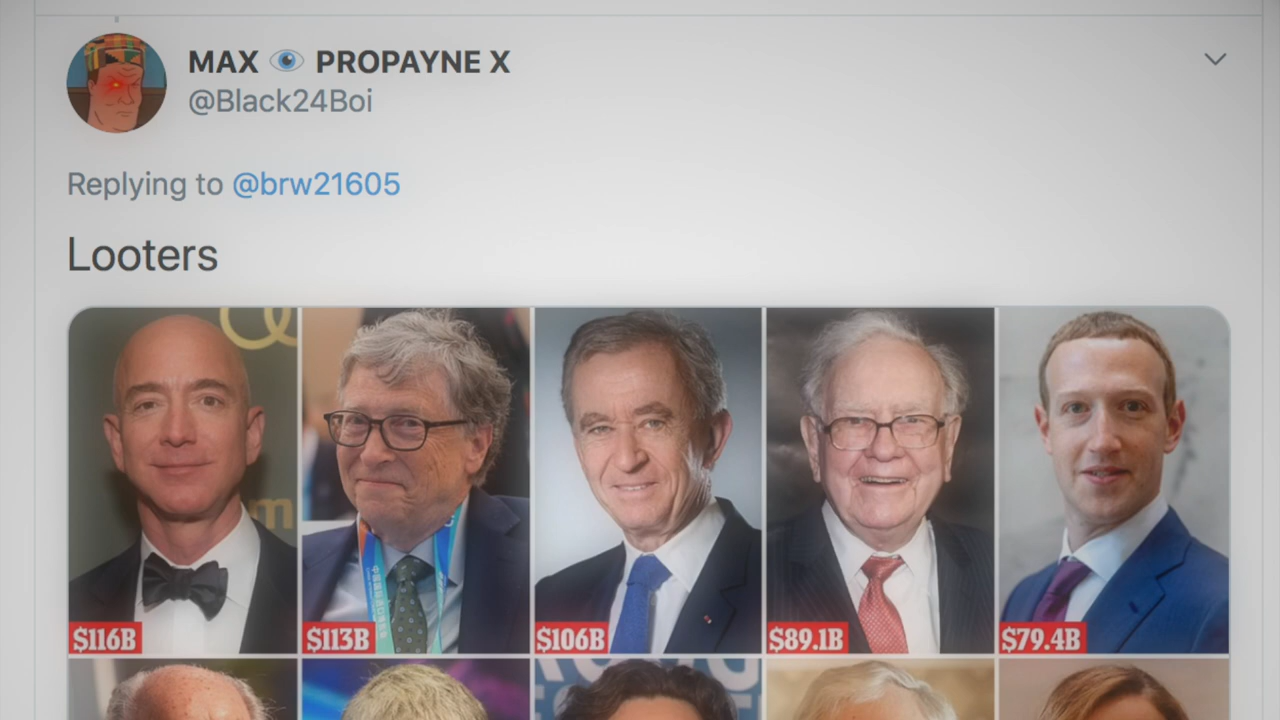 MAX 👁 PROPAYNE X
@Black24Boi
Replying to @brw21605
Looters
$116B
$113B
$106B
$89.1B
$79.4B